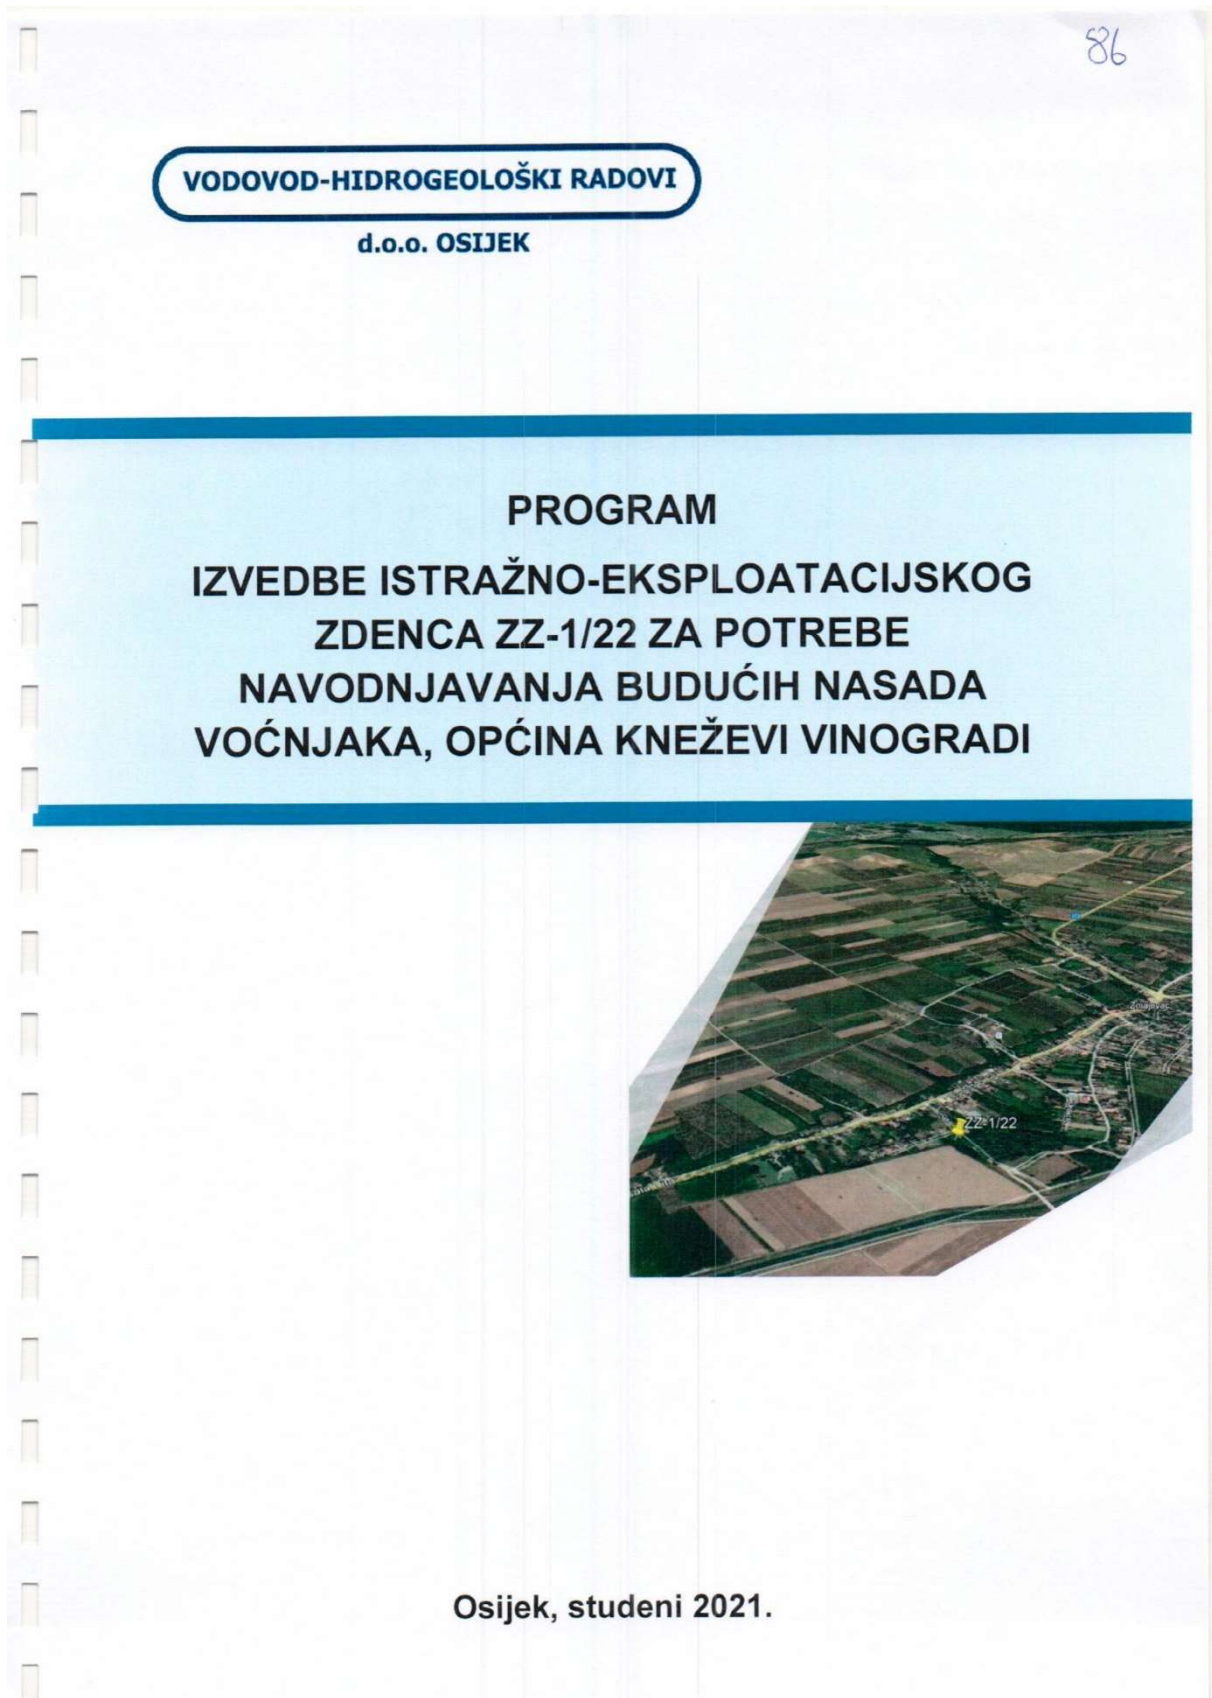 86
VODOVOD-HIDROGEOLOŠKI RADOVI
d.o.o. OSIJEK
PROGRAM
IZVEDBE ISTRAŽNO-EKSPLOATACIJSKOG
ZDENCA ZZ-1/22 ZA POTREBE
NAVODNJAVANJA BUDUĆIH NASADA
VOĆNJAKA, OPĆINA KNEŽEVI VINOGRADI
Zmajevac
ZZ-1/22
Osijek, studeni 2021.